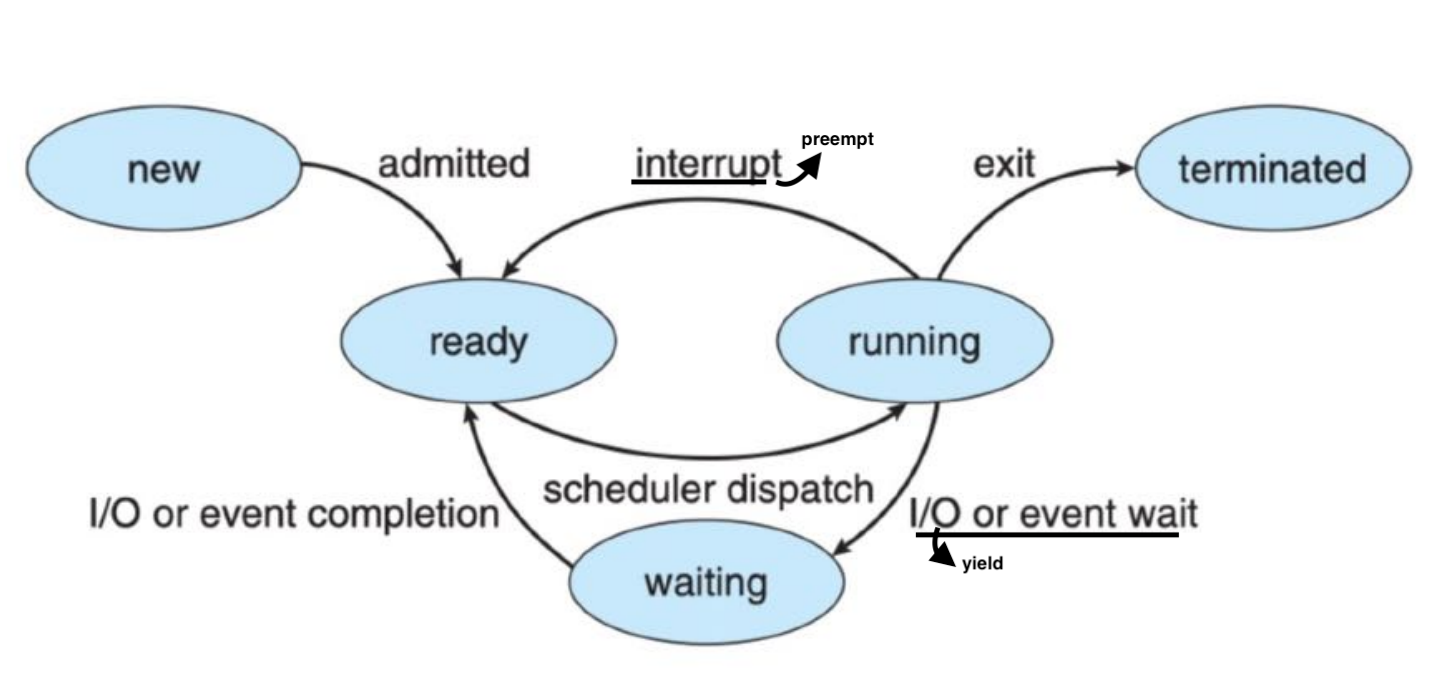 preempt
new
admitted
interrupt
exit
terminated
ready
running
scheduler dispatch
I/O or event completion
I/O or event wait
yield
waiting